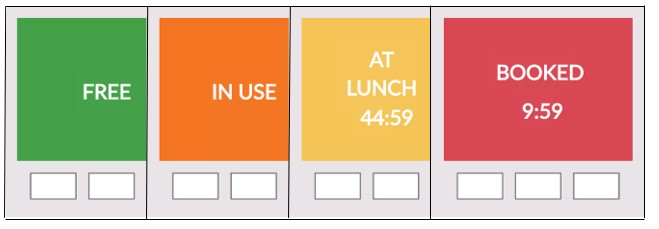 FREE
IN USE
AT
LUNCH
44:59
BOOKED
9:59